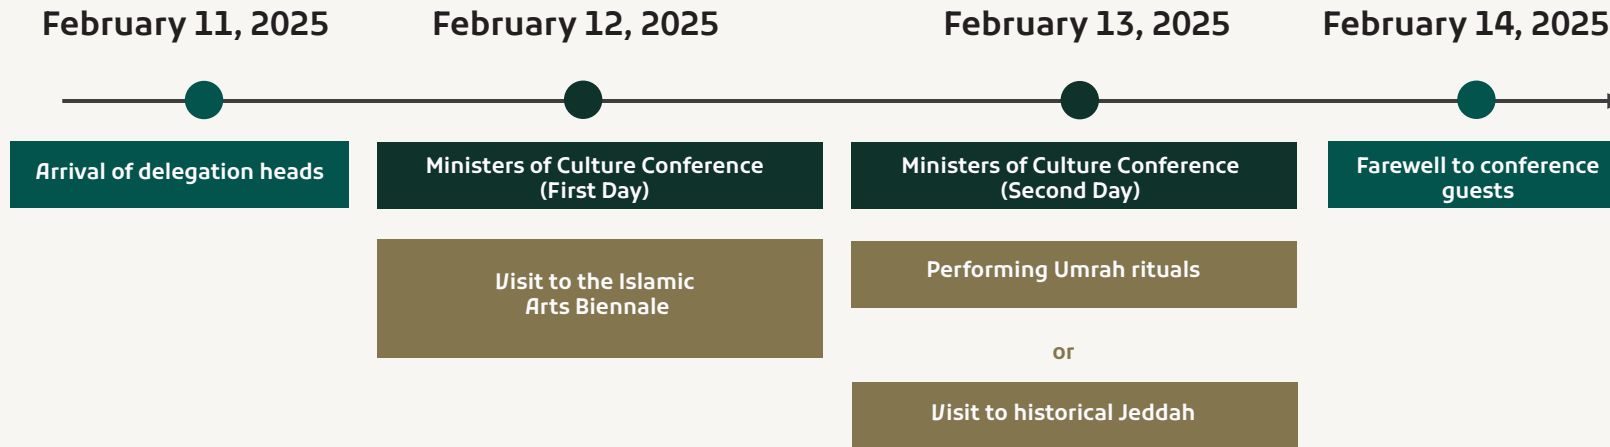 February 11, 2025
February 12, 2025
February 13, 2025
February 14, 2025
Arrival of delegation heads
Ministers of Culture Conference
(First Day)
Ministers of Culture Conference
(Second Day)
Farewell to conference
guests
Visit to the Islamic
Arts Biennale
Performing Umrah rituals
or
Visit to historical Jeddah